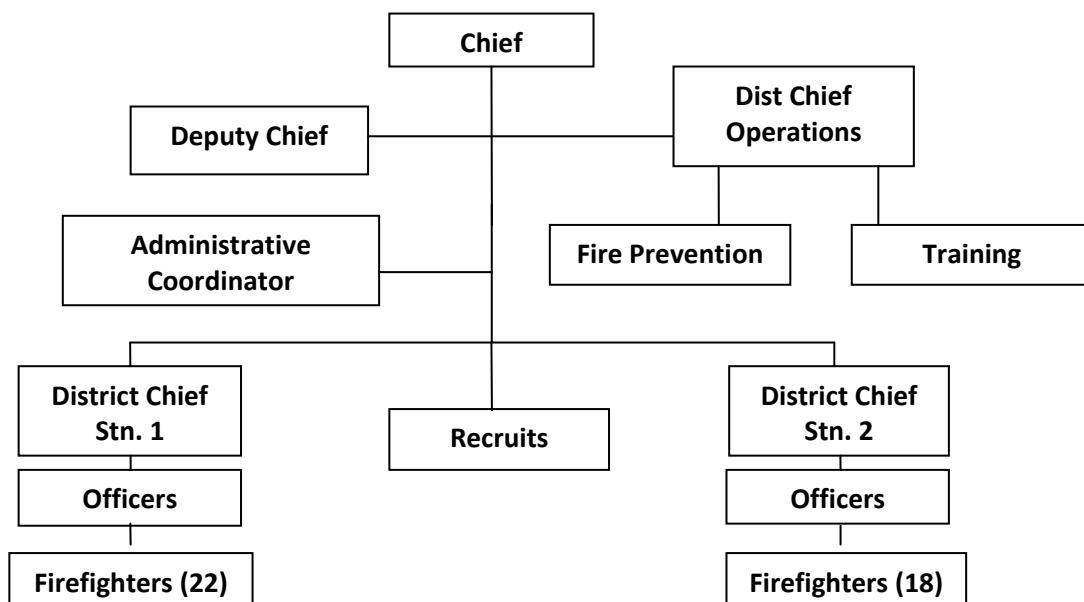 Chief
Dist Chief
Operations
Deputy Chief
Fire Prevention
Training
Administrative
Coordinator
District Chief
Stn. 1
Recruits
District Chief
Stn. 2
Officers
Officers
Firefighters (22)
Firefighters (18)